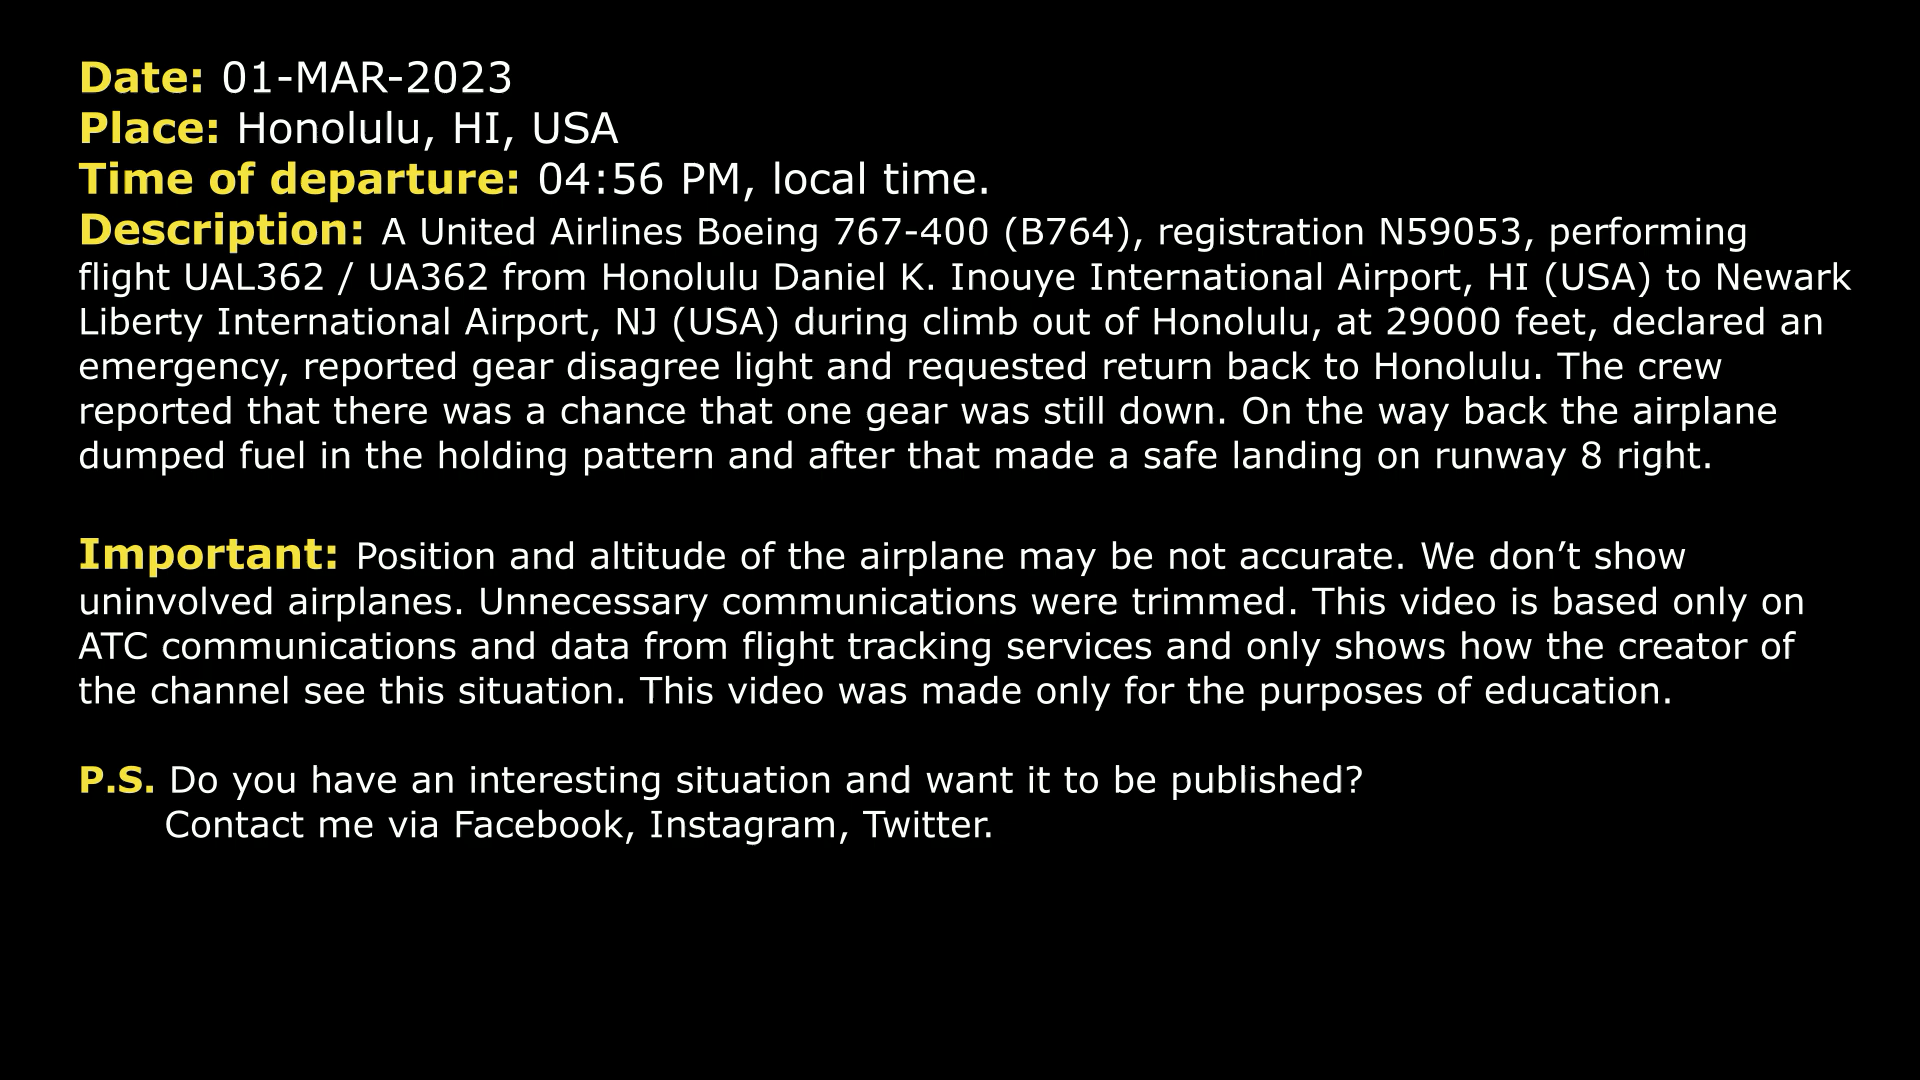 Date: 01-MAR-2023
Place: Honolulu, HI, USA
Time of departure: 04:56 PM, local time.
Description: A United Airlines Boeing 767-400 (B764), registration N59053, performing
flight UAL362 / UA362 from Honolulu Daniel K. Inouye International Airport, HI (USA) to Newark
Liberty International Airport, NJ (USA) during climb out of Honolulu, at 29000 feet, declared an
emergency, reported gear disagree light and requested return back to Honolulu. The crew
reported that there was a chance that one gear was still down. On the way back the airplane
dumped fuel in the holding pattern and after that made a safe landing on runway 8 right.
Important: Position and altitude of the airplane may be not accurate. We don’t show
uninvolved airplanes. Unnecessary communications were trimmed. This video is based only on
ATC communications and data from flight tracking services and only shows how the creator of
the channel see this situation. This video was made only for the purposes of education.
P.S. Do you have an interesting situation and want it to be published?
Contact me via Facebook, Instagram, Twitter.